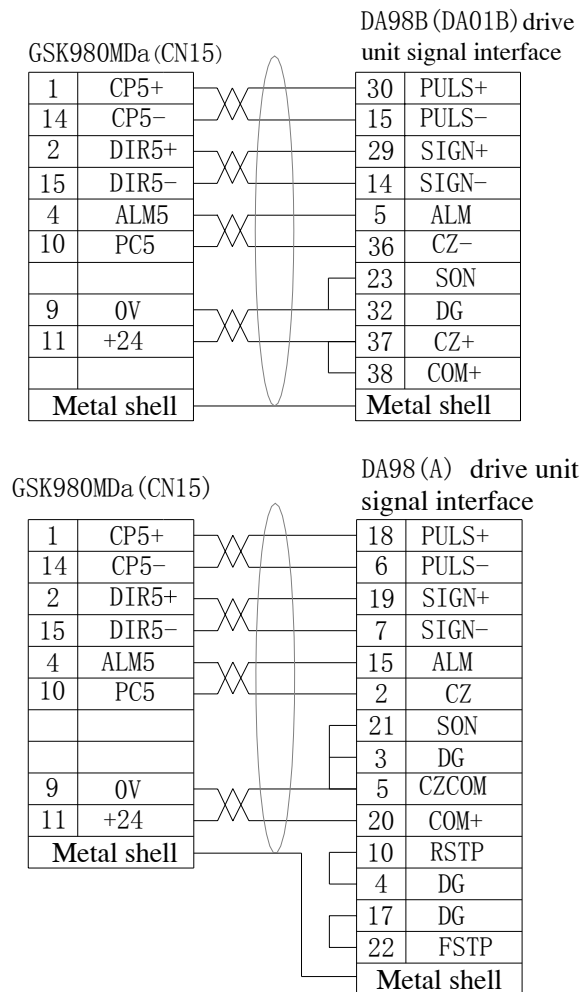 DA98B(DA01B)drive
GSK980MDa(CN15) unit signal interface
1 CP5+ 30 PULS+
14 CP5- 15 PULS-
2 DIR5+ 29 SIGN+
15 DIR5- 14 SIGN-
4 ALM5 5 ALM
10 PC5 36 CZ-
23 SON
9 0V 32 DG
11 +24 37 CZ+
38 COM+
Metal shell Metal shell
DA98(A) drive unit
GSK980MDa(CN15) signal interface
1 CP5+ 18 PULS+
14 CP5- 6 PULS-
2 DIR5+ 19 SIGN+
15 DIR5- 7 SIGN-
4 ALM5 15 ALM
10 PC5 2 CZ
21 SON
3 DG
9 0V 5 CZCOM
11 +24 20 COM+
Metal shell 10 RSTP
4 DG
17 DG
22 FSTP
Metal shell